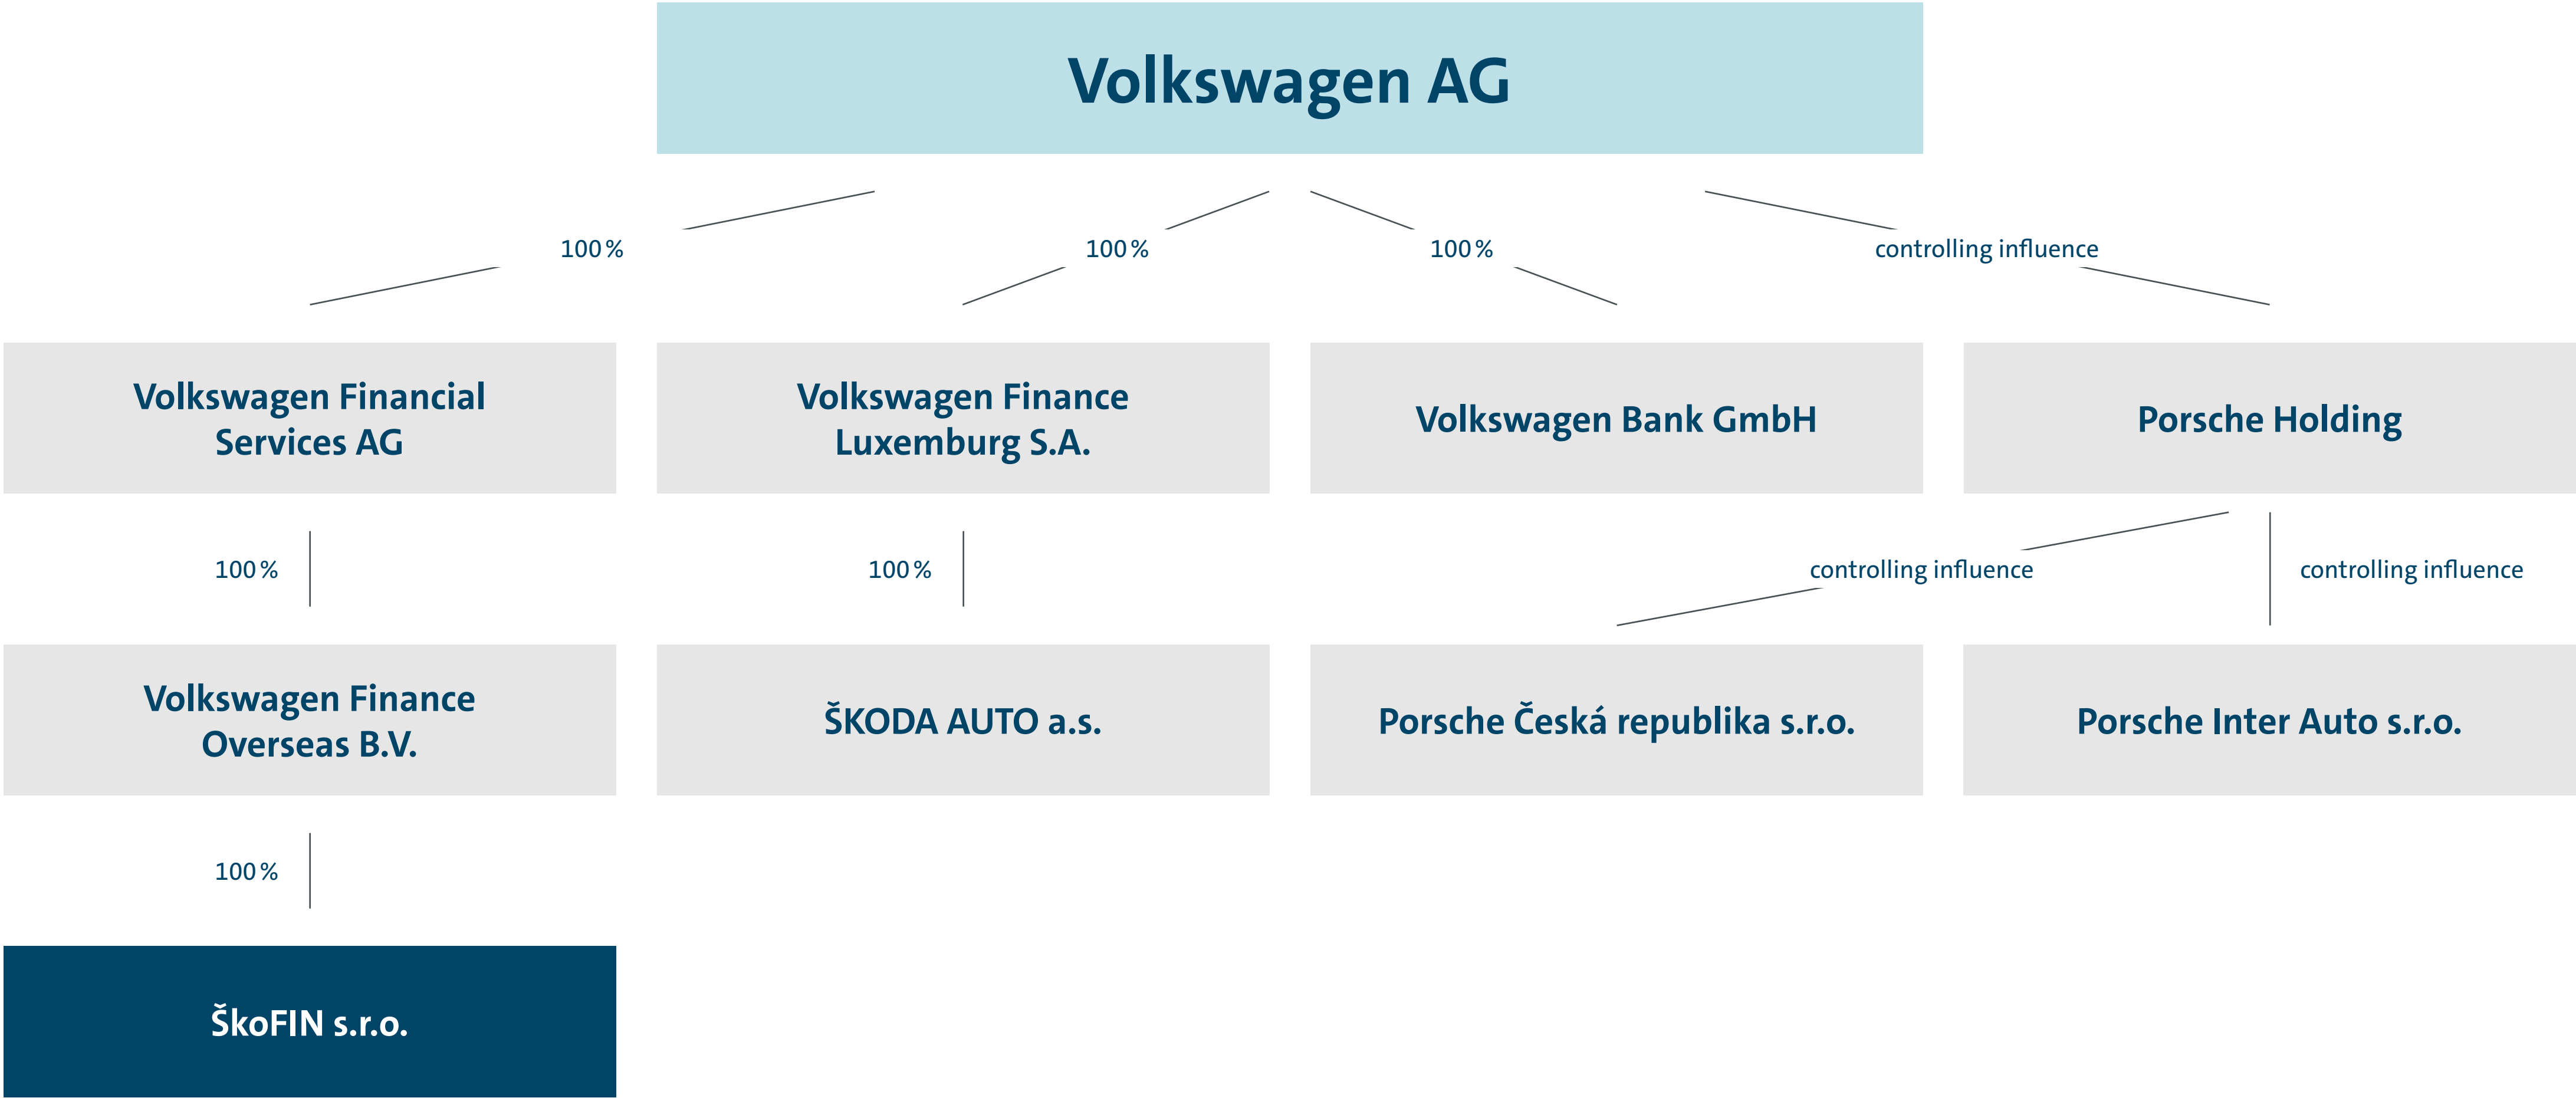 Volkswagen AG
100 %
100 %
100 %
controlling influence
Volkswagen Financial
Services AG
Volkswagen Finance
Luxemburg S.A.
Volkswagen Bank GmbH
Porsche Holding
100 %
100 %
controlling influence
controlling influence
Volkswagen Finance
Overseas B.V.
ŠKODA AUTO a.s.
Porsche Česká republika s.r.o.
Porsche Inter Auto s.r.o.
100 %
ŠkoFIN s.r.o.